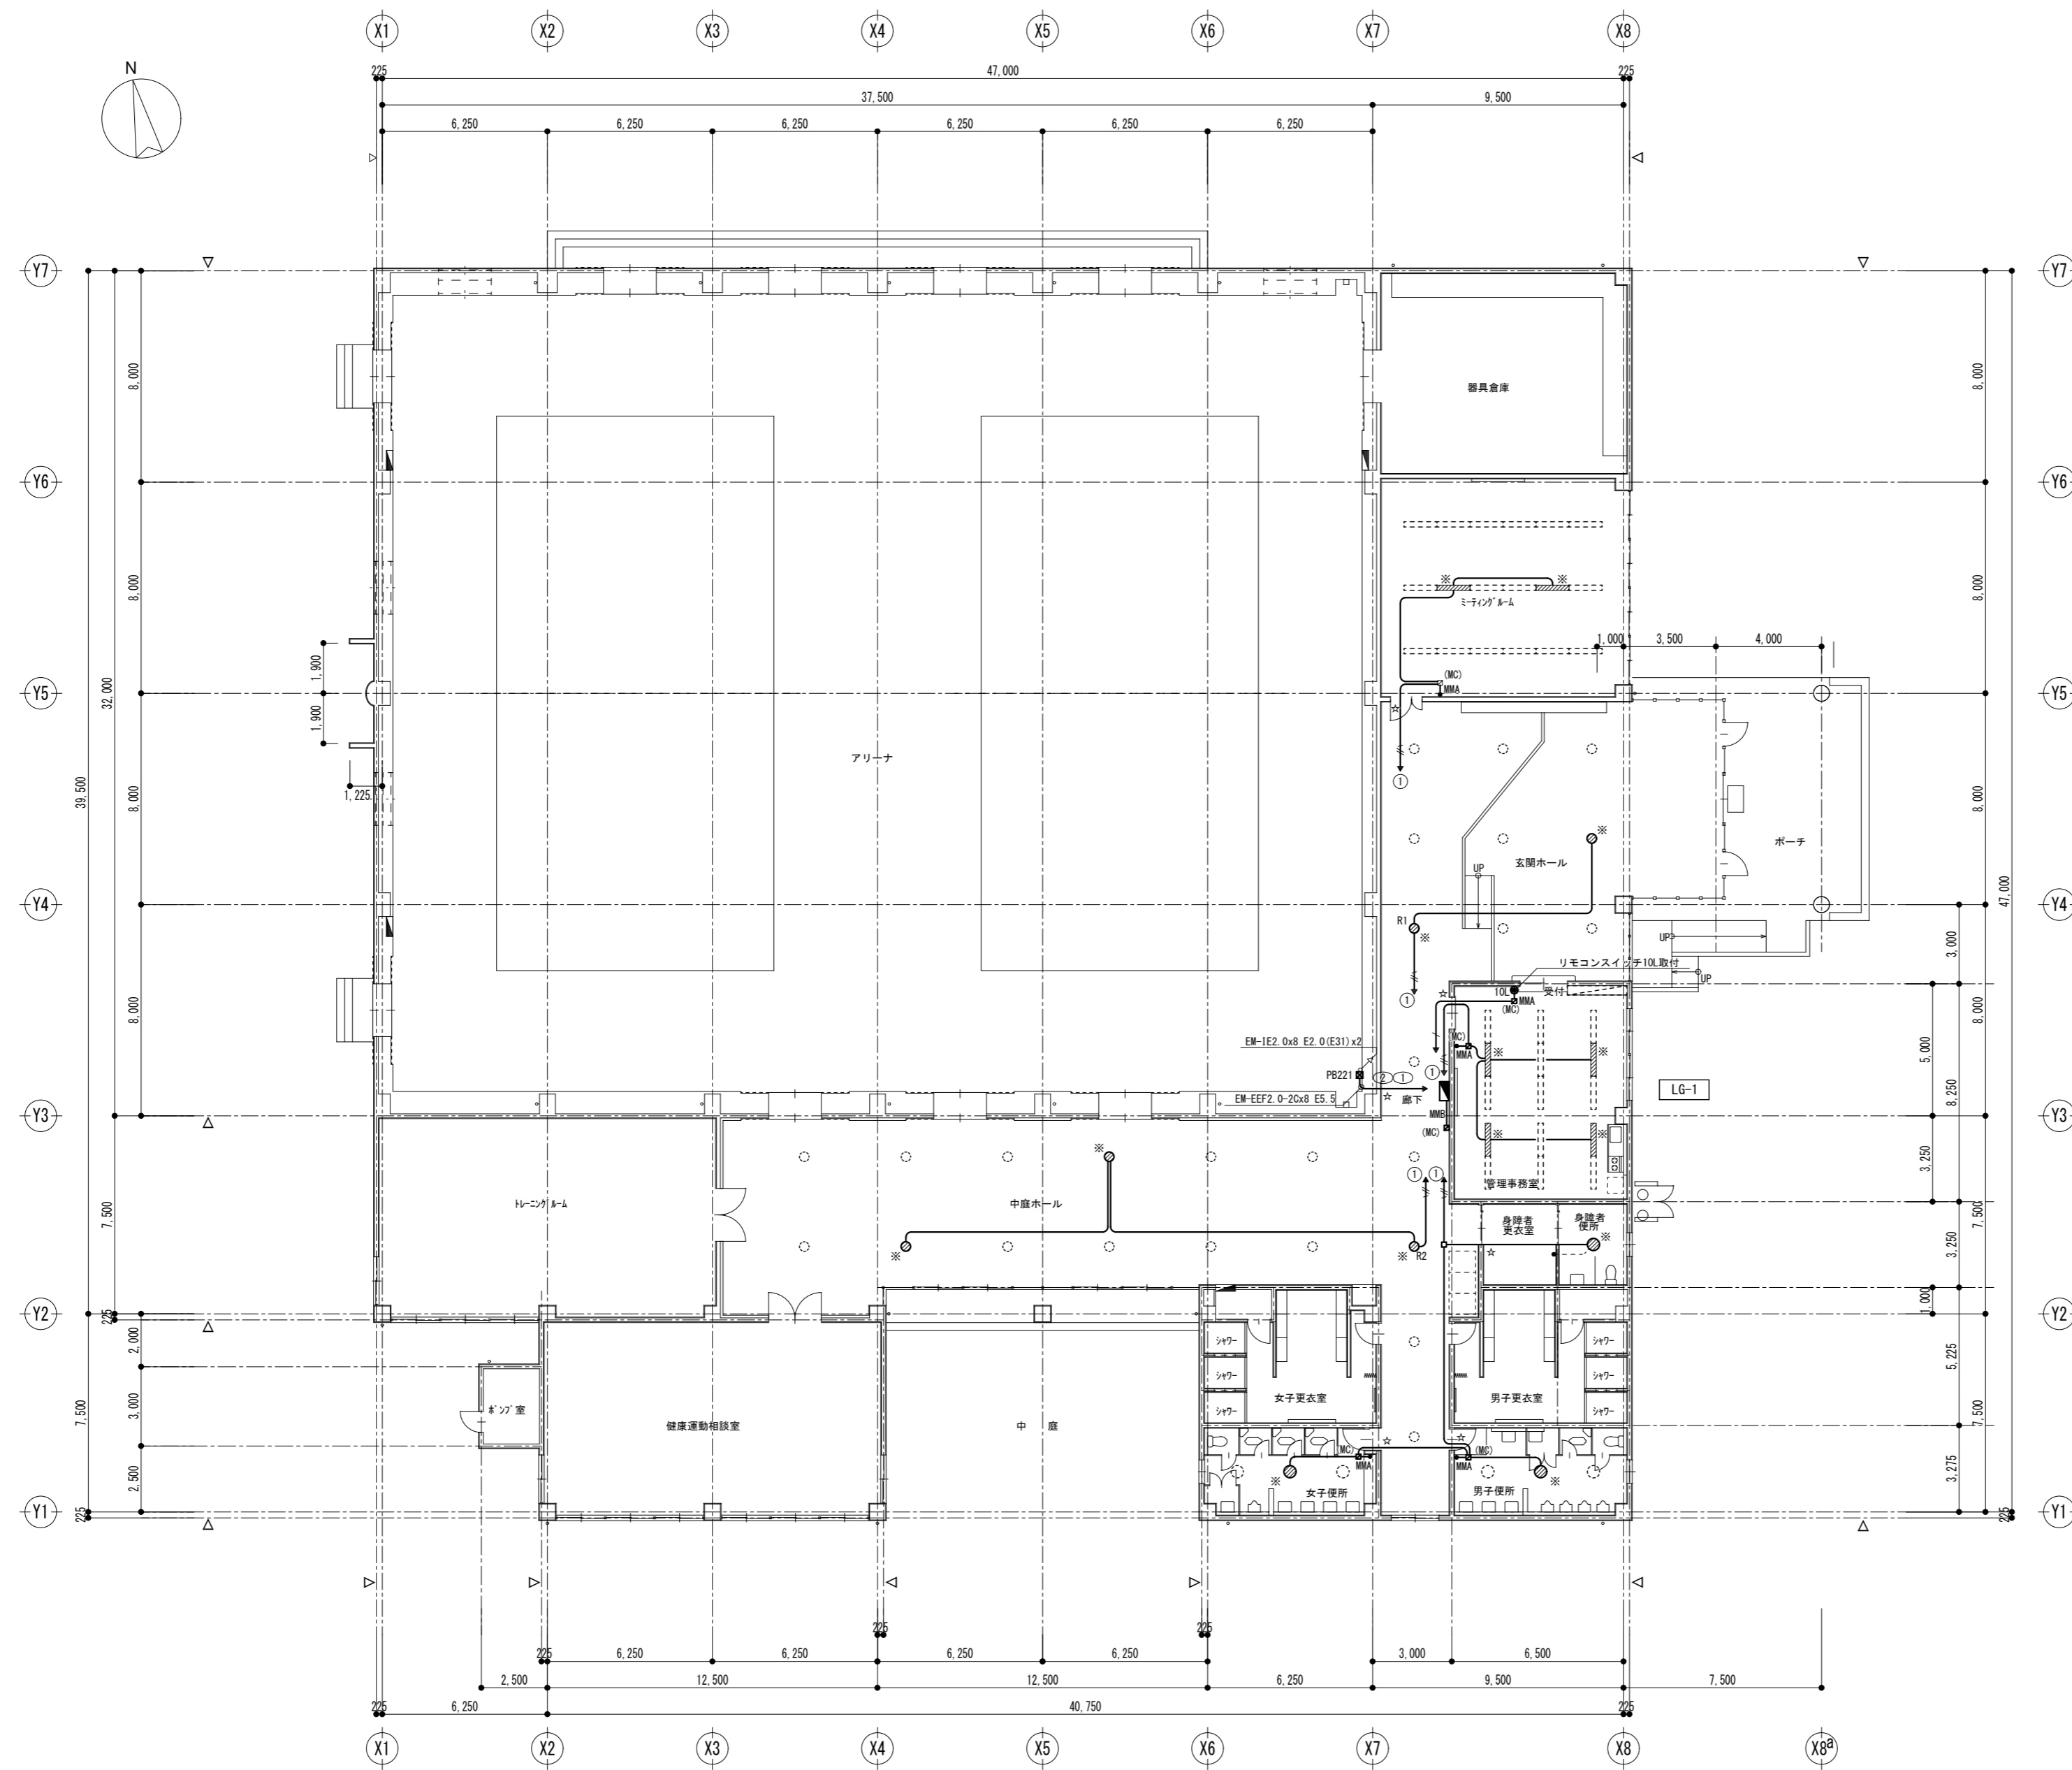 X1 X2 X3 X4 X5 X6 X7 X8
N
225 47,000 225
37,500 9,500
6,250 6,250 6,250 6,250 6,250 6,250
Y7 Y7
8,000 8,000
器具倉庫
Y6 Y6
※ ※
ミーティングルーム
8,000 8,000
1,000 3,500 4,000
1,900
(MC)
MMA
Y5 Y5
32,000
1,900
☆
アリーナ
①
39,500
1,225
8,000 8,000
※
ポーチ
玄関ホール
UP
47,000
Y4 Y4
R1
※
UP
3,000
リモコンスイッチ10L取付
UP
①
☆
10L 受付
MMA
(MC)
8,000 8,000
EM-IE2.0x8 E2.0(E31)x2
(MC)
MMA
※ ※
5,000
PB221 ② ① ①
LG-1
EM-EEF2.0-2Cx8 E5.5
☆ 廊下
8,250
Y3 Y3
MMB
(MC)
※ ※
※
3,250
① ①
管理事務室
トレーニングルーム
中庭ホール
7,500 7,500
身障者
更衣室
身障者
便所
※
※ ※ R2
☆
3,250
Y2 Y2
1,000
225
2,000
シャワー シャワー
シャワー シャワー
シャワー シャワー
5,225
ポンプ室
3,000
7,500 7,500
健康運動相談室
中 庭
女子更衣室 男子更衣室
☆ ☆
(MC) (MC)
MMA MMA
※ ※
女子便所 男子便所
2,500
3,275
Y1 Y1
225 225
225 225
225 6,250 6,250 6,250 6,250 3,000 6,500
2,500 12,500 12,500 6,250 9,500 7,500
225 6,250 40,750 225
X1 X2 X3 X4 X5 X6 X7 X8 X8a